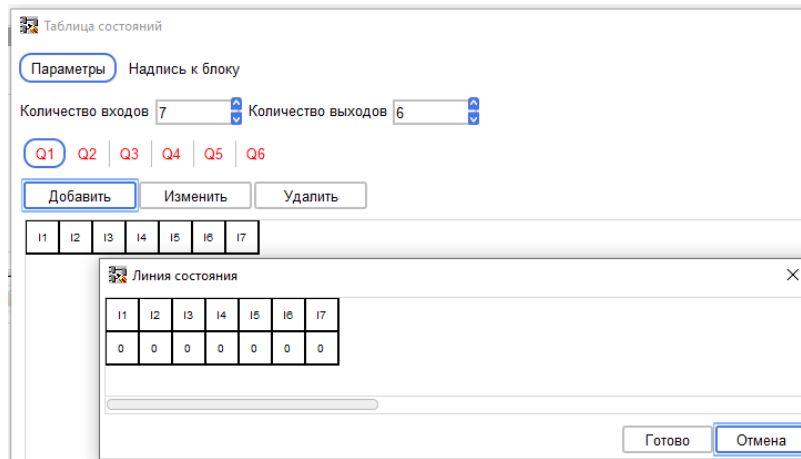 Таблица состояний
Параметры Надпись к блоку
Количество входов 7 Количество выходов 6
Q1 Q2 Q3 Q4 Q5 Q6
Добавить Изменить Удалить
I1 I2 I3 I4 I5 I6 I7
Линия состояния
I1 I2 I3 I4 I5 I6 I7
0 0 0 0 0 0 0
Готово Отмена